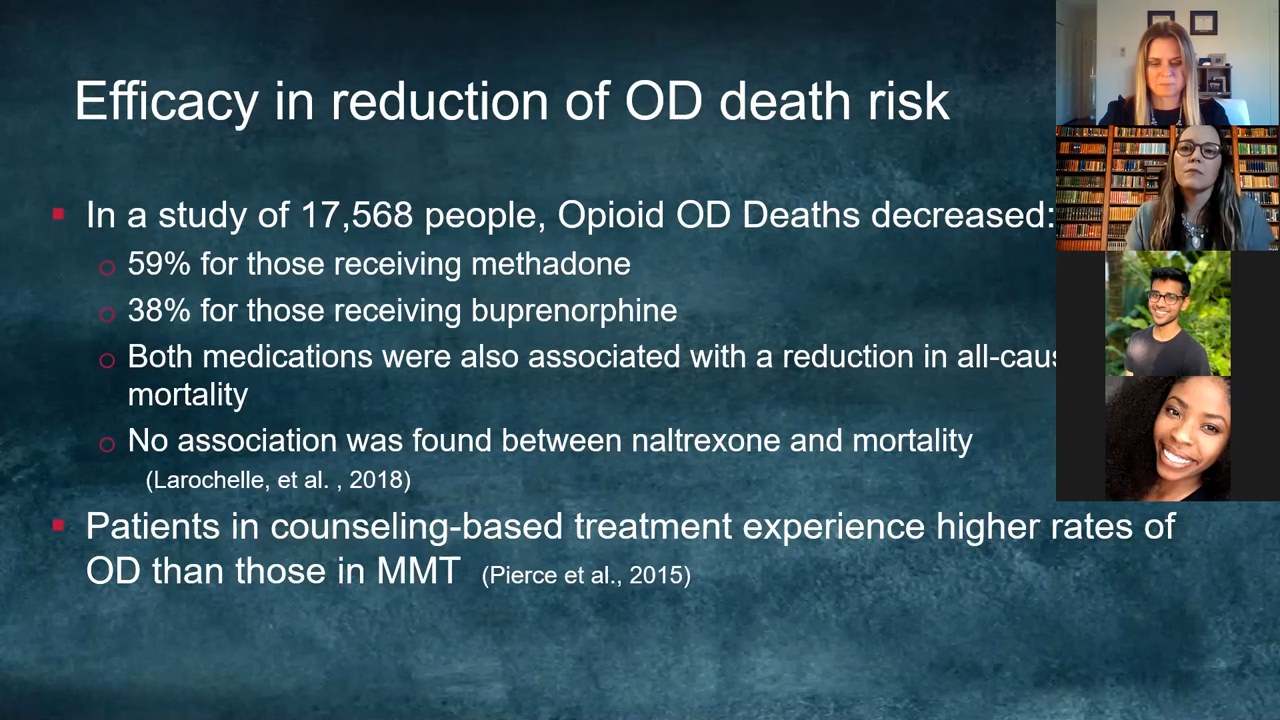 Efficacy in reduction of OD death risk
In a study of 17,568 people, Opioid OD Deaths decreased:
59% for those receiving methadone
38% for those receiving buprenorphine
Both medications were also associated with a reduction in all-caus
mortality
No association was found between naltrexone and mortality
(Larochelle, et al. , 2018)
Patients in counseling-based treatment experience higher rates of
OD than those in MMT (Pierce et al., 2015)